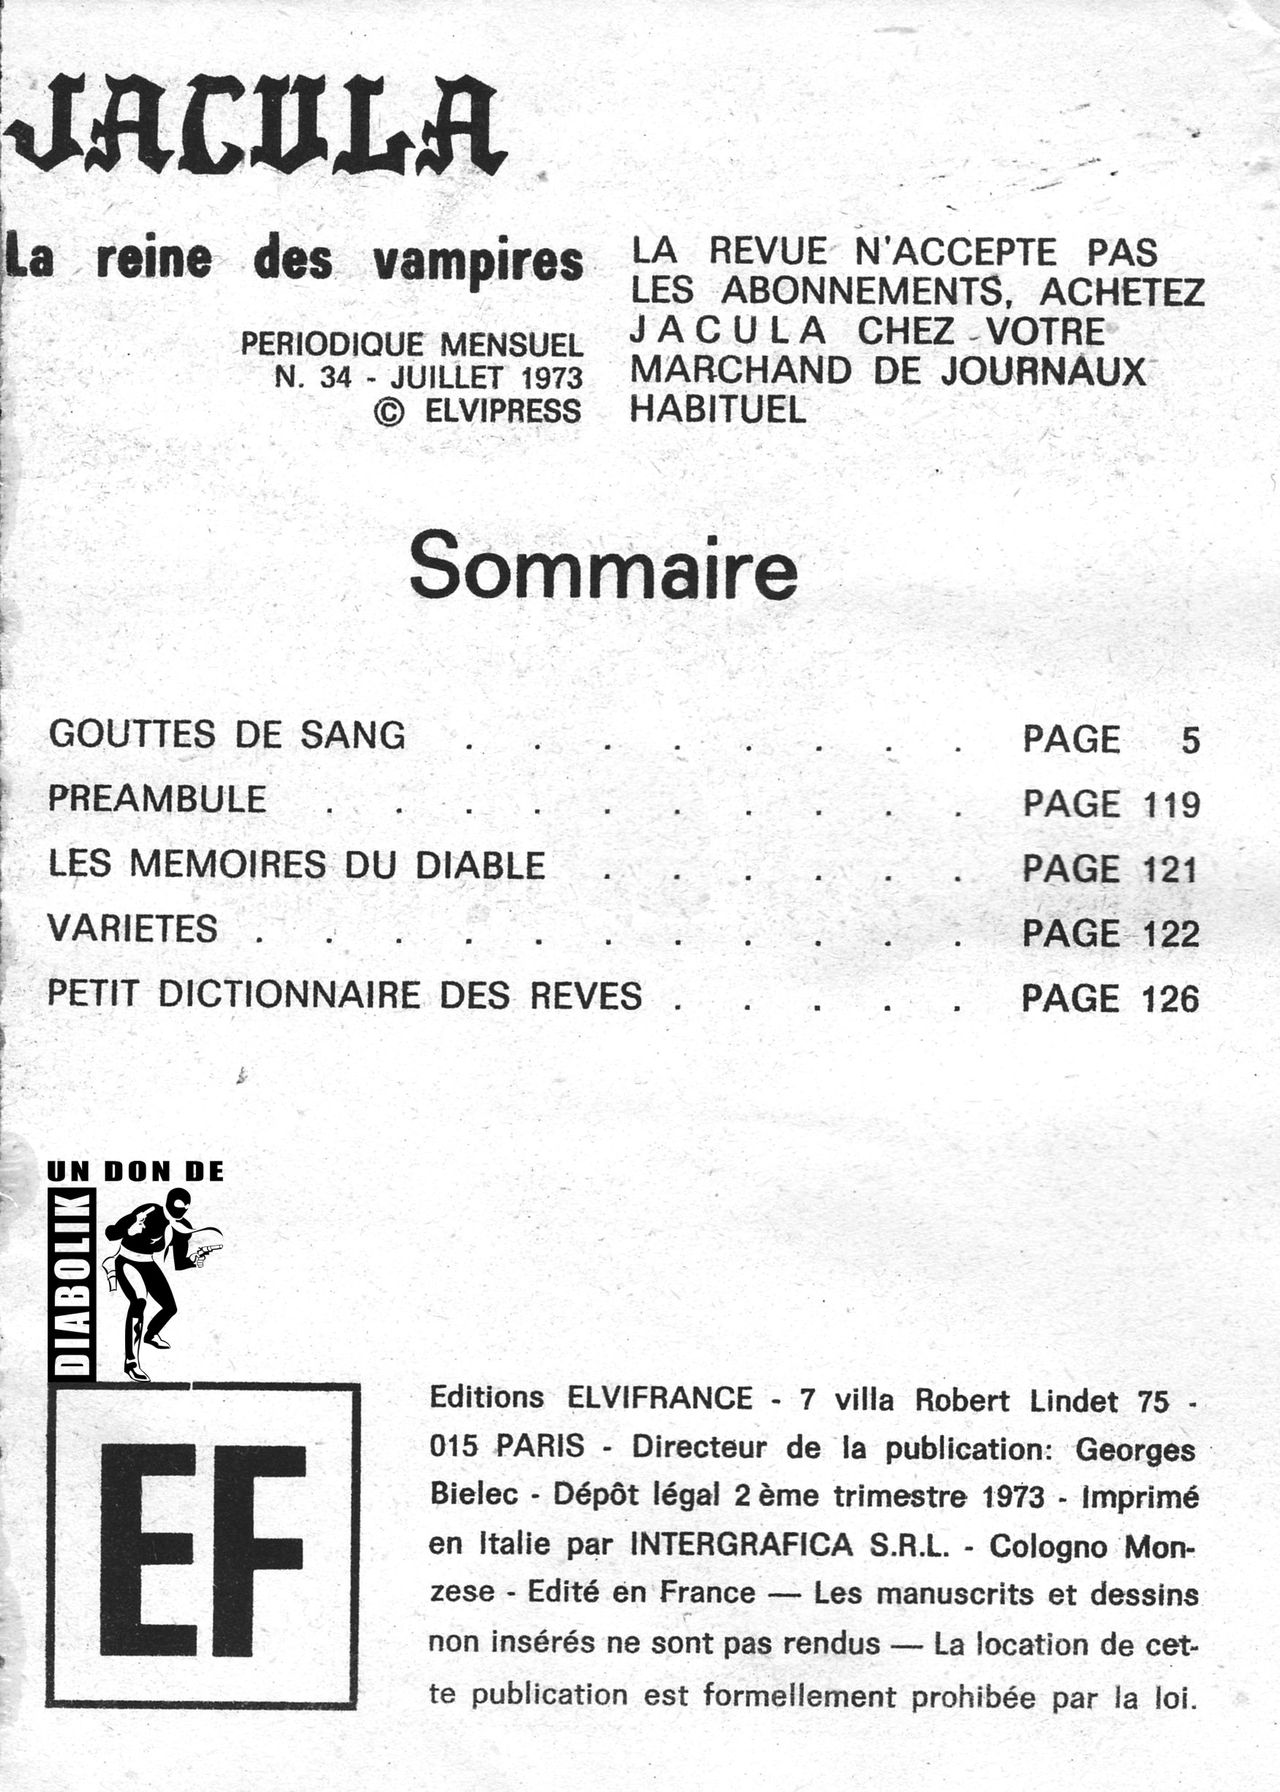 JACULA
La reine des vampires
PERIODIQUE MENSUEL
N. 34 - JUILLET 1973
© ELVIPRESS
LA REVUE N'ACCEPTE PAS
LES ABONNEMENTS, ACHETEZ
JACULA CHEZ VOTRE
MARCHAND DE JOURNAUX
HABITUEL
Sommaire
GOUTTES DE SANG . . . . . . . . PAGE 5
PREAMBULE . . . . . . . . . . PAGE 119
LES MEMOIRES DU DIABLE . . . . . . PAGE 121
VARIETES . . . . . . . . . . . PAGE 122
PETIT DICTIONNAIRE DES REVES . . . . . PAGE 126
UN DON DE
DIABOLIK
EF
Editions ELVIFRANCE - 7 villa Robert Lindet 75 -
015 PARIS - Directeur de la publication: Georges
Bielec - Dépôt légal 2 ème trimestre 1973 - Imprimé
en Italie par INTERGRAFICA S.R.L. - Cologno Mon-
zese - Edité en France — Les manuscrits et dessins
non insérés ne sont pas rendus — La location de cet-
te publication est formellement prohibée par la loi.